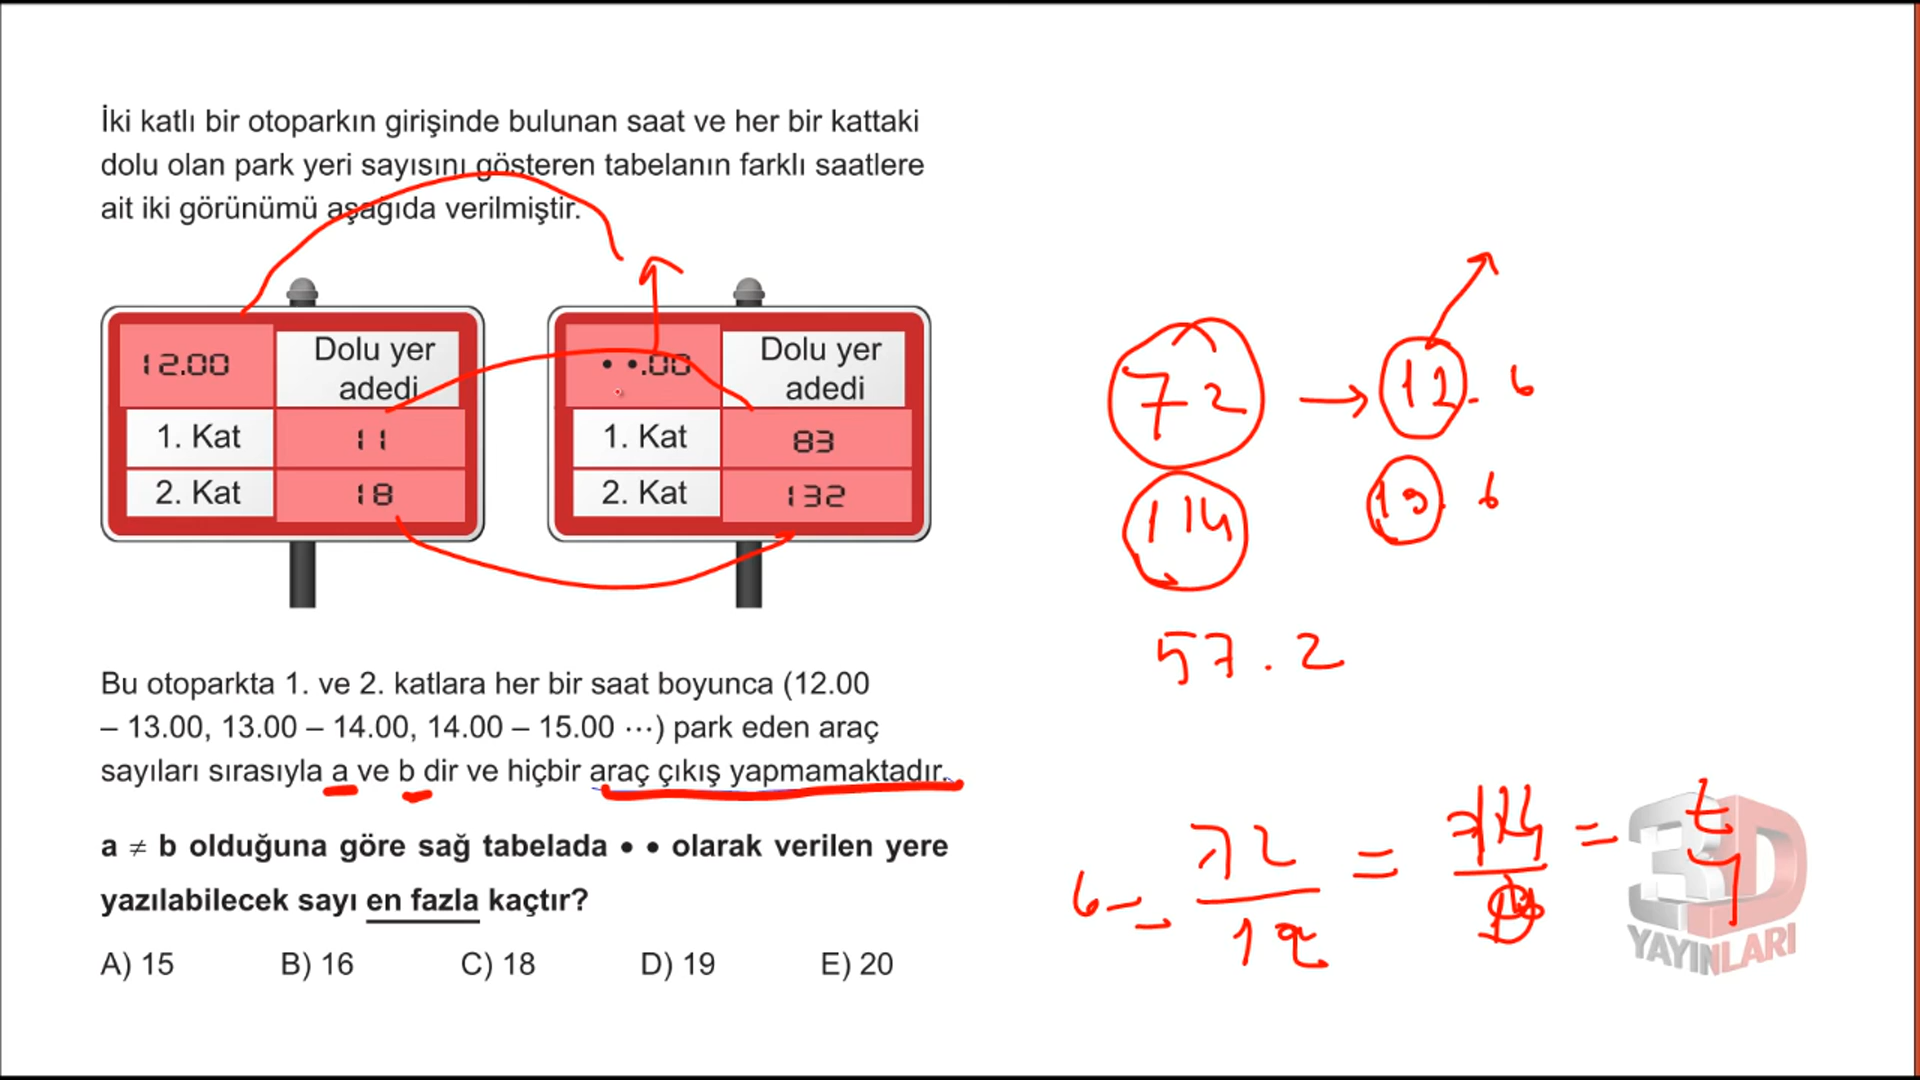 İki katlı bir otoparkın girişinde bulunan saat ve her bir kattaki
dolu olan park yeri sayısını gösteren tabelanın farklı saatlere
ait iki görünümü aşağıda verilmiştir.
12.00 Dolu yer adedi
1. Kat 11
2. Kat 18
• •.00 Dolu yer adedi
1. Kat 83
2. Kat 132
72 → 12 . 6
114 19 . 6
57 . 2
Bu otoparkta 1. ve 2. katlara her bir saat boyunca (12.00
– 13.00, 13.00 – 14.00, 14.00 – 15.00 ⋯) park eden araç
sayıları sırasıyla a ve b dir ve hiçbir araç çıkış yapmamaktadır.
a ≠ b olduğuna göre sağ tabelada • • olarak verilen yere
yazılabilecek sayı en fazla kaçtır?
A) 15 B) 16 C) 18 D) 19 E) 20
6 = 72 / 12 =
3D
YAYINLARI